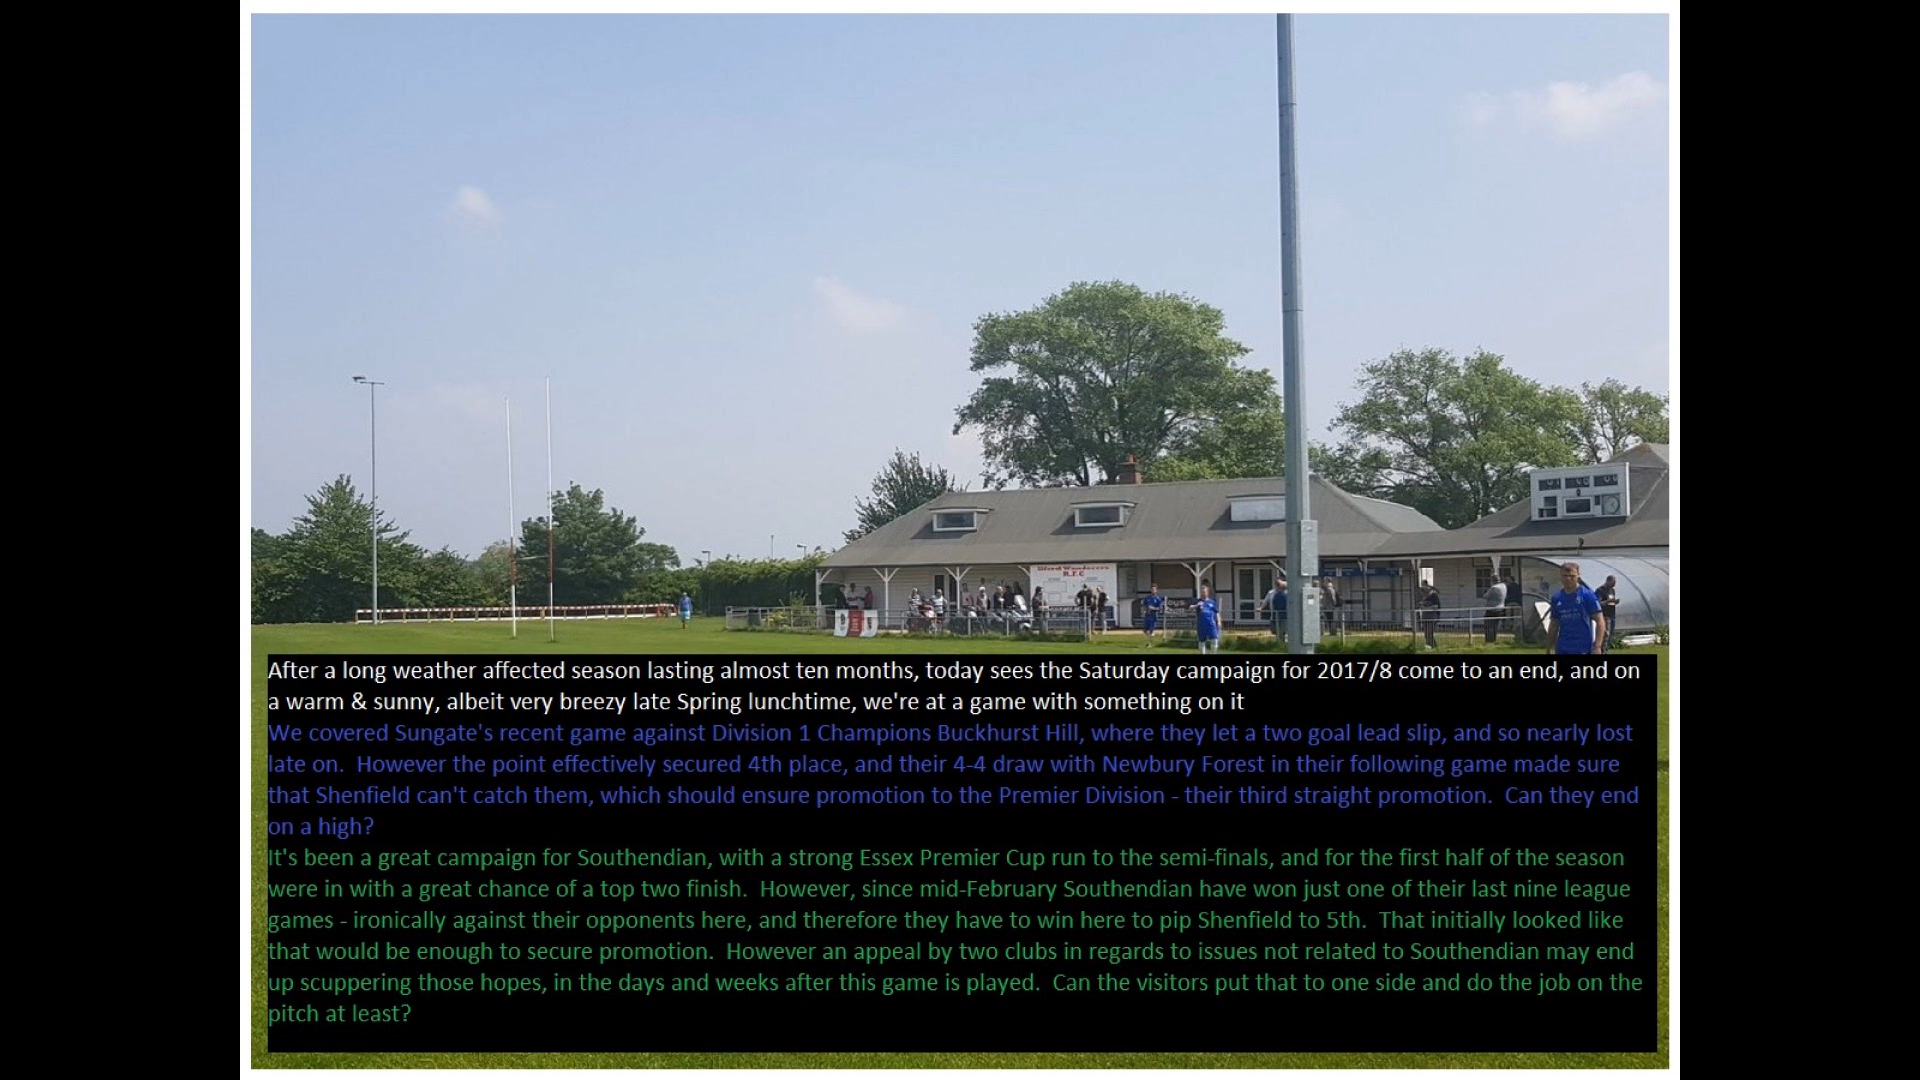 Ilford Wanderers
R.F.C
After a long weather affected season lasting almost ten months, today sees the Saturday campaign for 2017/8 come to an end, and on
a warm & sunny, albeit very breezy late Spring lunchtime, we're at a game with something on it
We covered Sungate's recent game against Division 1 Champions Buckhurst Hill, where they let a two goal lead slip, and so nearly lost
late on.  However the point effectively secured 4th place, and their 4-4 draw with Newbury Forest in their following game made sure
that Shenfield can't catch them, which should ensure promotion to the Premier Division - their third straight promotion.  Can they end
on a high?
It's been a great campaign for Southendian, with a strong Essex Premier Cup run to the semi-finals, and for the first half of the season
were in with a great chance of a top two finish.  However, since mid-February Southendian have won just one of their last nine league
games - ironically against their opponents here, and therefore they have to win here to pip Shenfield to 5th.  That initially looked like
that would be enough to secure promotion.  However an appeal by two clubs in regards to issues not related to Southendian may end
up scuppering those hopes, in the days and weeks after this game is played.  Can the visitors put that to one side and do the job on the
pitch at least?